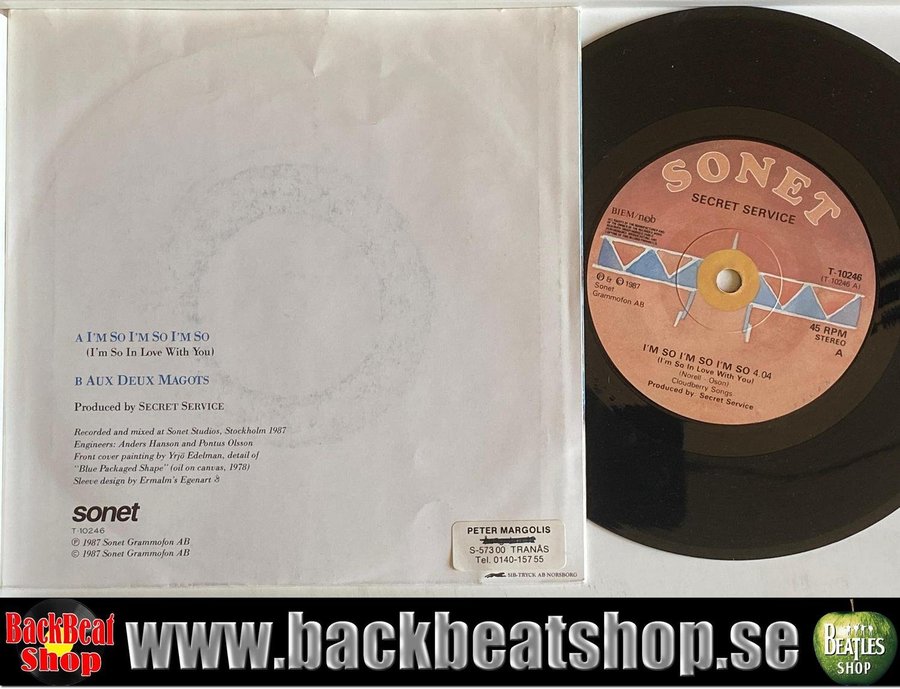 A I'M SO I'M SO I'M SO
(I'm So In Love With You)
B AUX DEUX MAGOTS
Produced by SECRET SERVICE
Recorded and mixed at Sonet Studios, Stockholm 1987
Engineers: Anders Hanson and Pontus Olsson
Front cover painting by Yrjö Edelman, detail of
"Blue Packaged Shape" (oil on canvas, 1978)
Sleeve design by Ermalm's Egenart
sonet
T-10246
℗ 1987 Sonet Grammofon AB
© 1987 Sonet Grammofon AB
PETER MARGOLIS
S-573 00 TRANÅS
Tel. 0140-157 55
SIB-TRYCK AB NORSBORG
SONET
SECRET SERVICE
BIEM/ncb
T-10246
(T 10246 A)
℗ & © 1987
Sonet
Grammofon AB
45 RPM
STEREO
A
I'M SO I'M SO I'M SO 4.04
(I'm So In Love With You)
(Norell - Oson)
Cloudberry Songs
Produced by: Secret Service
BackBeat
Shop
www.backbeatshop.se
BEATLES
SHOP